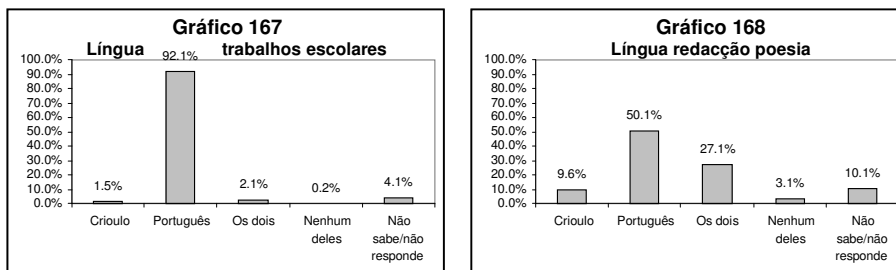 Gráfico 167
Língua trabalhos escolares
100.0%
90.0%
80.0%
70.0%
60.0%
50.0%
40.0%
30.0%
20.0%
10.0%
0.0%
1.5%
92.1%
2.1%
0.2%
4.1%
Crioulo
Português
Os dois
Nenhum
deles
Não
sabe/não
responde
Gráfico 168
Língua redacção poesia
100.0%
90.0%
80.0%
70.0%
60.0%
50.0%
40.0%
30.0%
20.0%
10.0%
0.0%
9.6%
50.1%
27.1%
3.1%
10.1%
Crioulo
Português
Os dois
Nenhum
deles
Não
sabe/não
responde